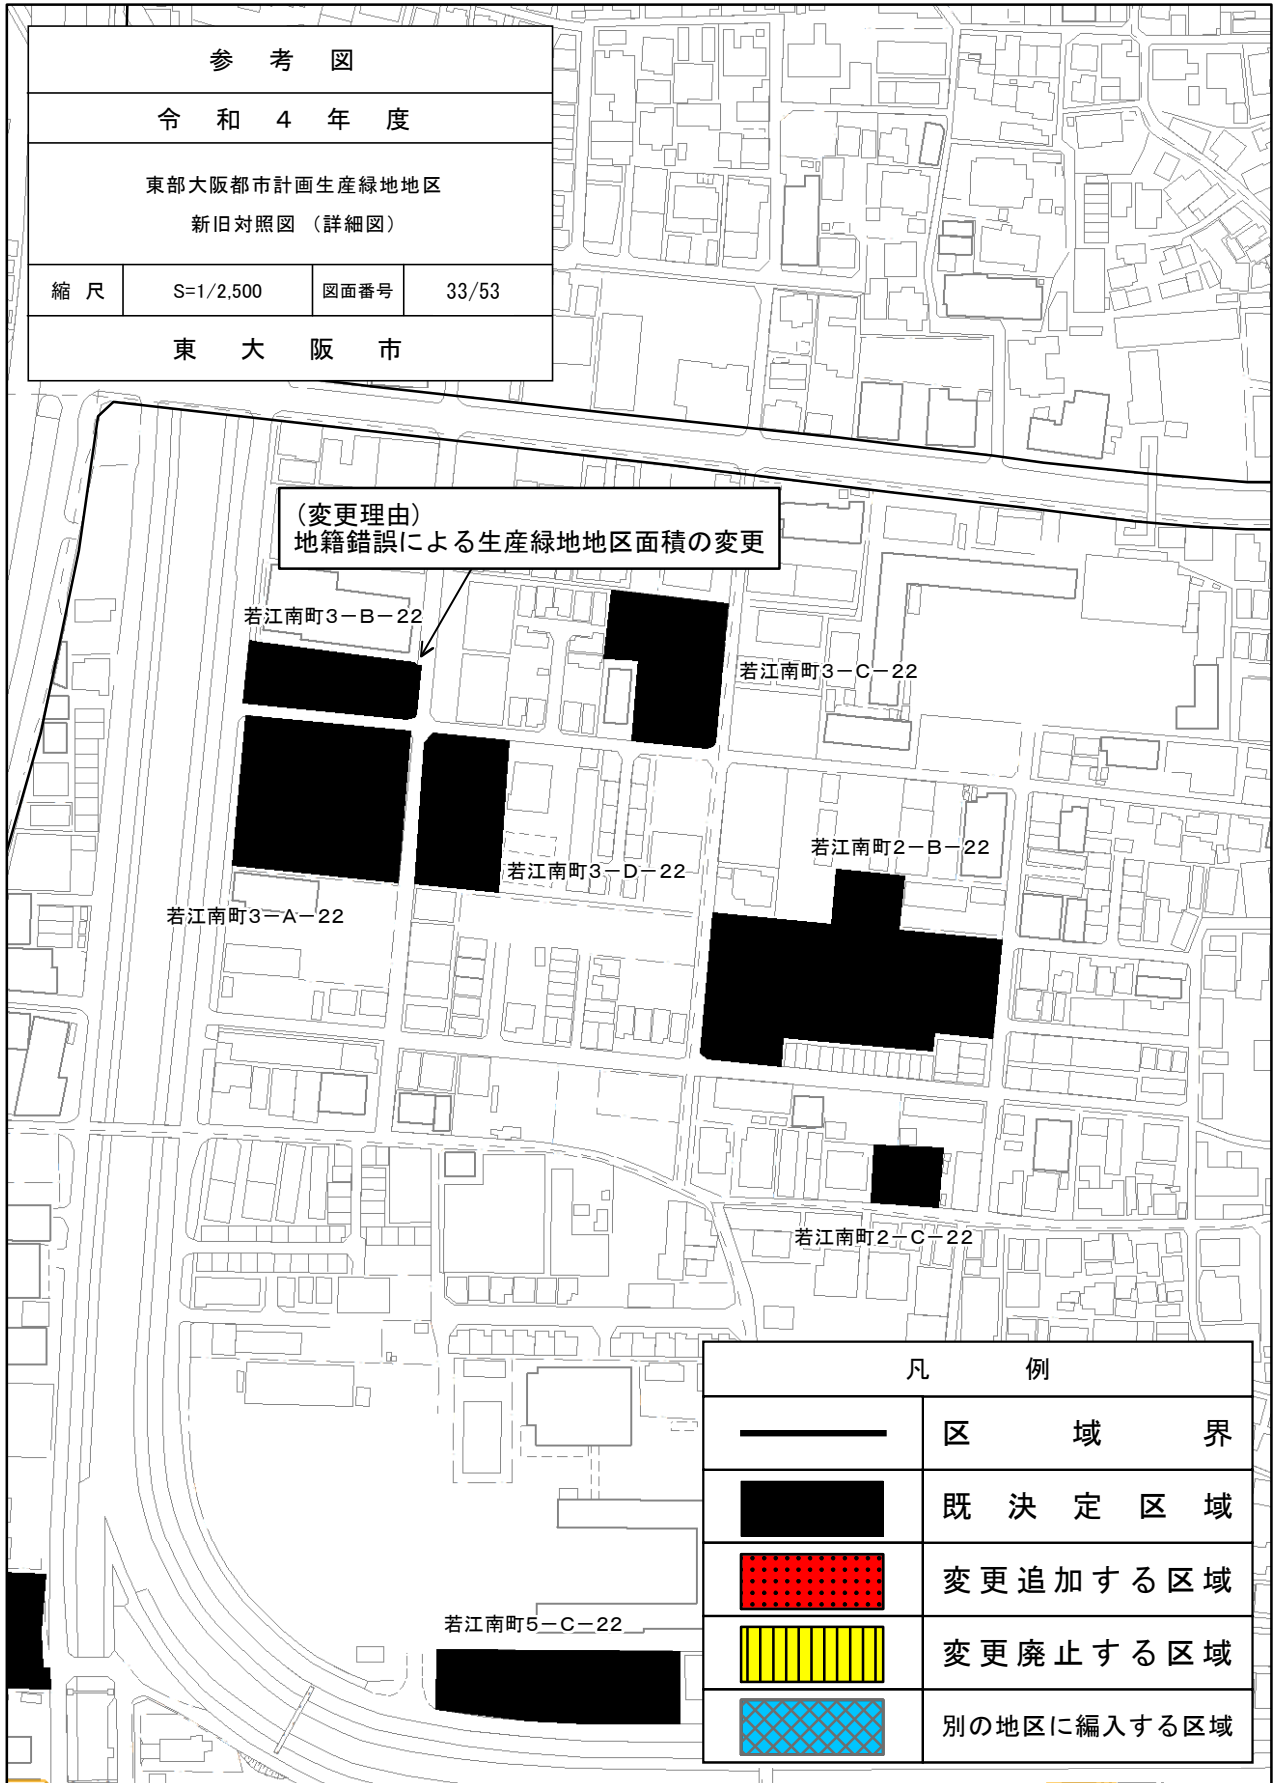 参考図
令和4年度
東部大阪都市計画生産緑地地区
新旧対照図 (詳細図)
縮尺 S=1/2,500 図面番号 33/53
東大阪市
(変更理由)
地籍錯誤による生産緑地地区面積の変更
若江南町3-B-22
若江南町3-C-22
若江南町2-B-22
若江南町3-D-22
若江南町3-A-22
若江南町2-C-22
若江南町5-C-22
凡例
区域界
既決定区域
変更追加する区域
変更廃止する区域
別の地区に編入する区域